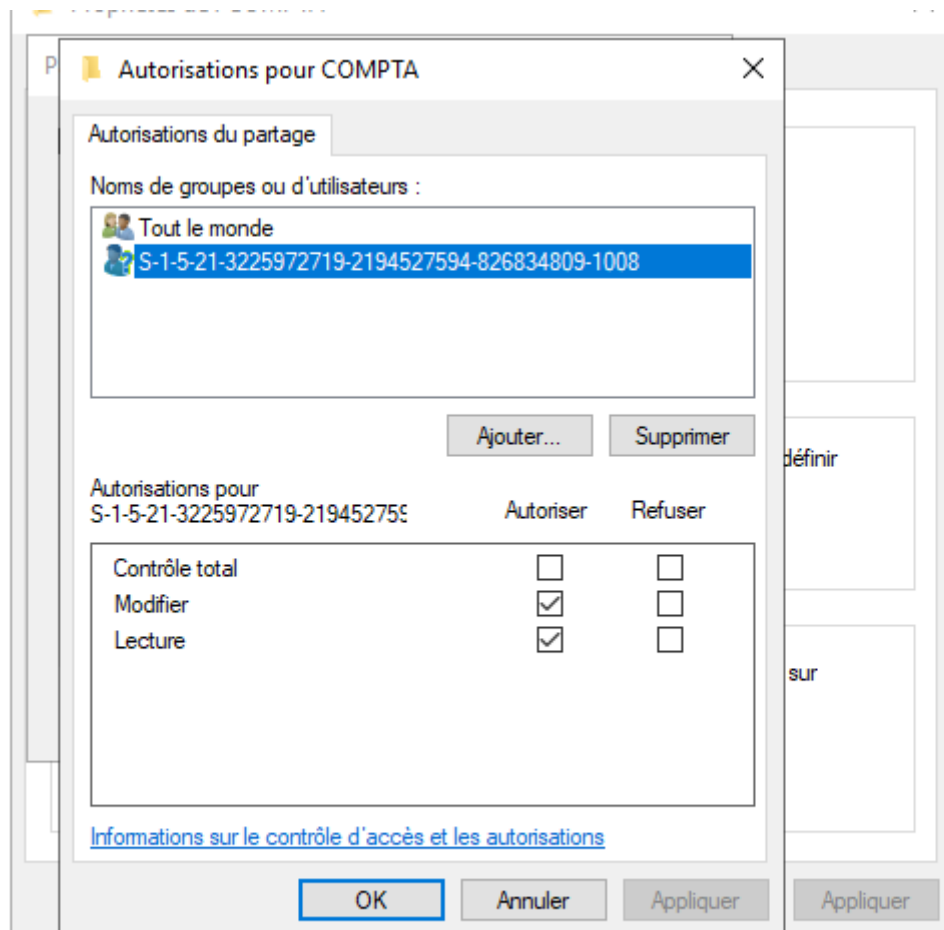 Autorisations pour COMPTA
Autorisations du partage
Noms de groupes ou d'utilisateurs :
Tout le monde
S-1-5-21-3225972719-2194527594-826834809-1008
Ajouter...
Supprimer
définir
Autorisations pour
S-1-5-21-3225972719-219452759
Autoriser
Refuser
Contrôle total
Modifier
Lecture
sur
Informations sur le contrôle d'accès et les autorisations
OK
Annuler
Appliquer
Appliquer